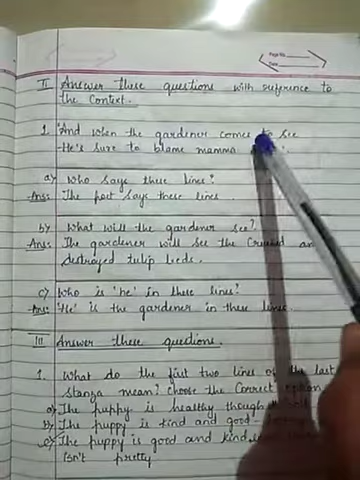 Page No.
Date
II Answer these questions with reference to
the Context.
1. "And when the gardener comes to see
He's sure to blame mamma
a) Who says these lines?
Ans: The poet says these lines.
b) What will the gardener see?
Ans: The gardener will see the Crushed an
destroyed tulip beds.
c) Who is 'he' in these lines?
Ans: 'He' is the gardener in these lines.
III Answer these questions.
1. What do the first two lines of the last
stanza mean? Choose the Correct option
a) The puppy is healthy though
b) The puppy is kind and good-
c) The puppy is good and kind
isn't pretty